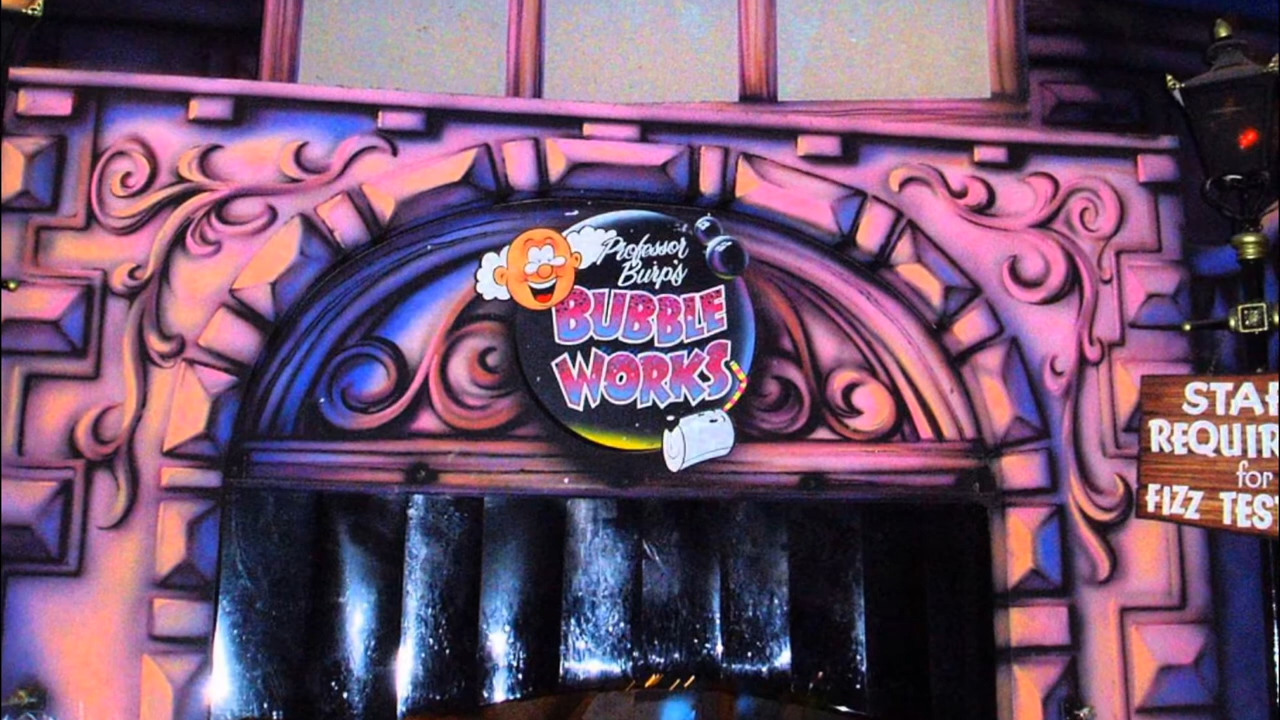 Professor
Burp's
BUBBLE
WORKS
REQUIR
for
FIZZ TES